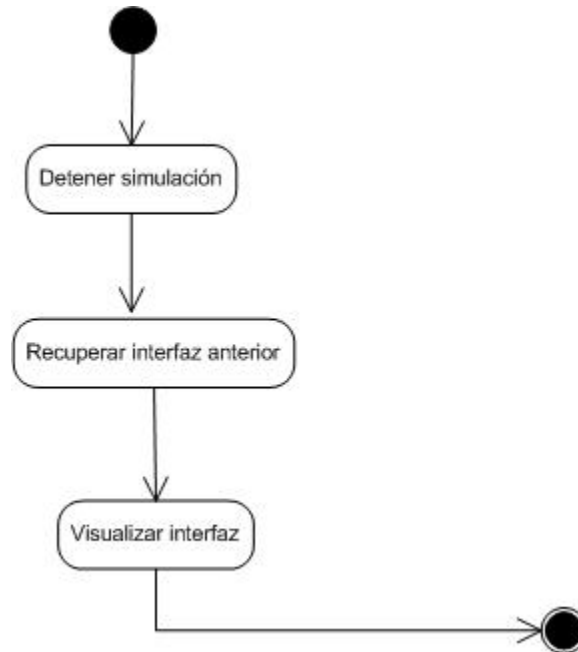 Detener simulación
Recuperar interfaz anterior
Visualizar interfaz